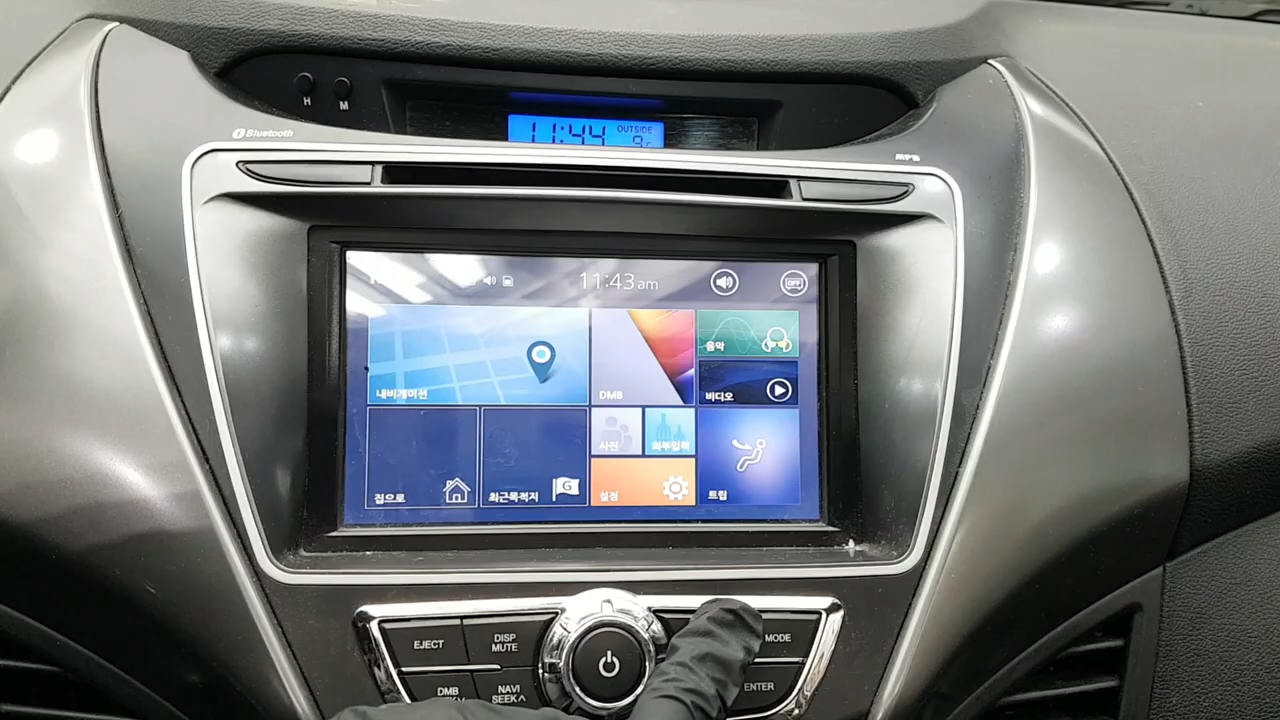 H
M
11:44
OUTSIDE
Bluetooth
MP3
11:43am
OFF
내비게이션
DMB
음악
비디오
사진
외부입력
집으로
최근목적지
G
설정
트립
EJECT
DISP
MUTE
MODE
DMB
NAVI
SEEK∧
ENTER